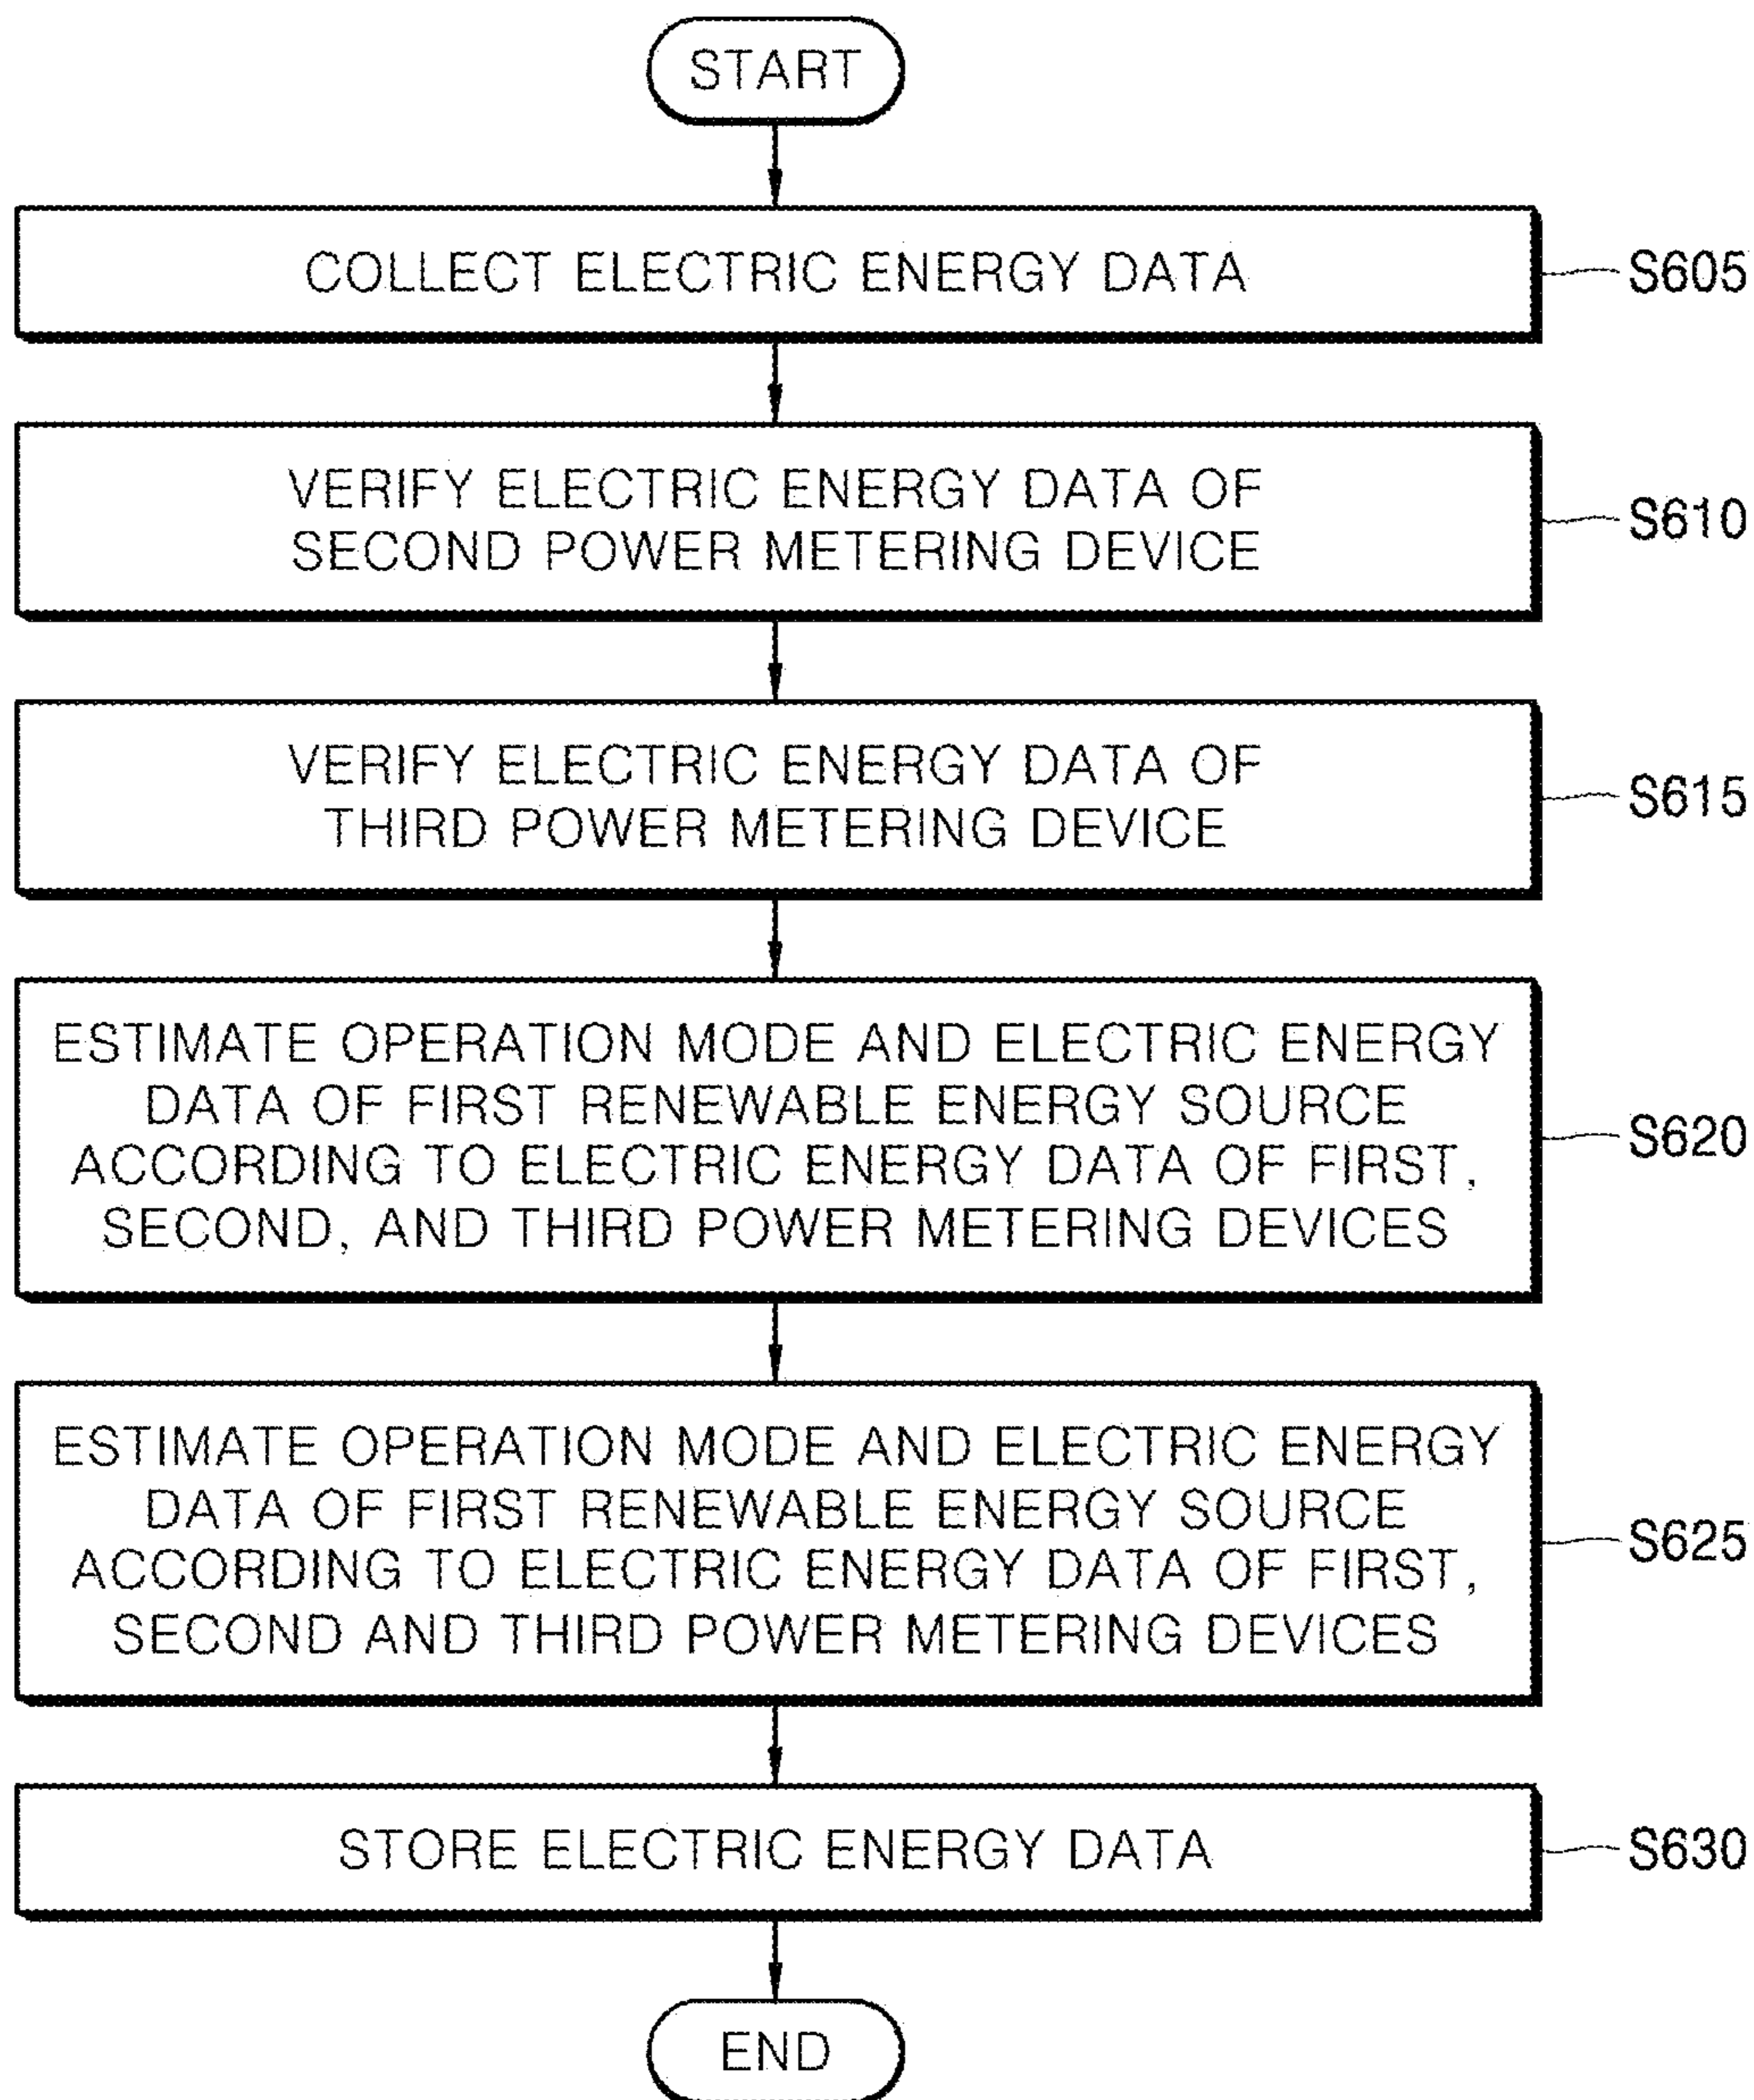 START
COLLECT ELECTRIC ENERGY DATA
S605
VERIFY ELECTRIC ENERGY DATA OF
SECOND POWER METERING DEVICE
S610
VERIFY ELECTRIC ENERGY DATA OF
THIRD POWER METERING DEVICE
S615
ESTIMATE OPERATION MODE AND ELECTRIC ENERGY
DATA OF FIRST RENEWABLE ENERGY SOURCE
ACCORDING TO ELECTRIC ENERGY DATA OF FIRST,
SECOND, AND THIRD POWER METERING DEVICES
S620
ESTIMATE OPERATION MODE AND ELECTRIC ENERGY
DATA OF FIRST RENEWABLE ENERGY SOURCE
ACCORDING TO ELECTRIC ENERGY DATA OF FIRST,
SECOND AND THIRD POWER METERING DEVICES
S625
STORE ELECTRIC ENERGY DATA
S630
END